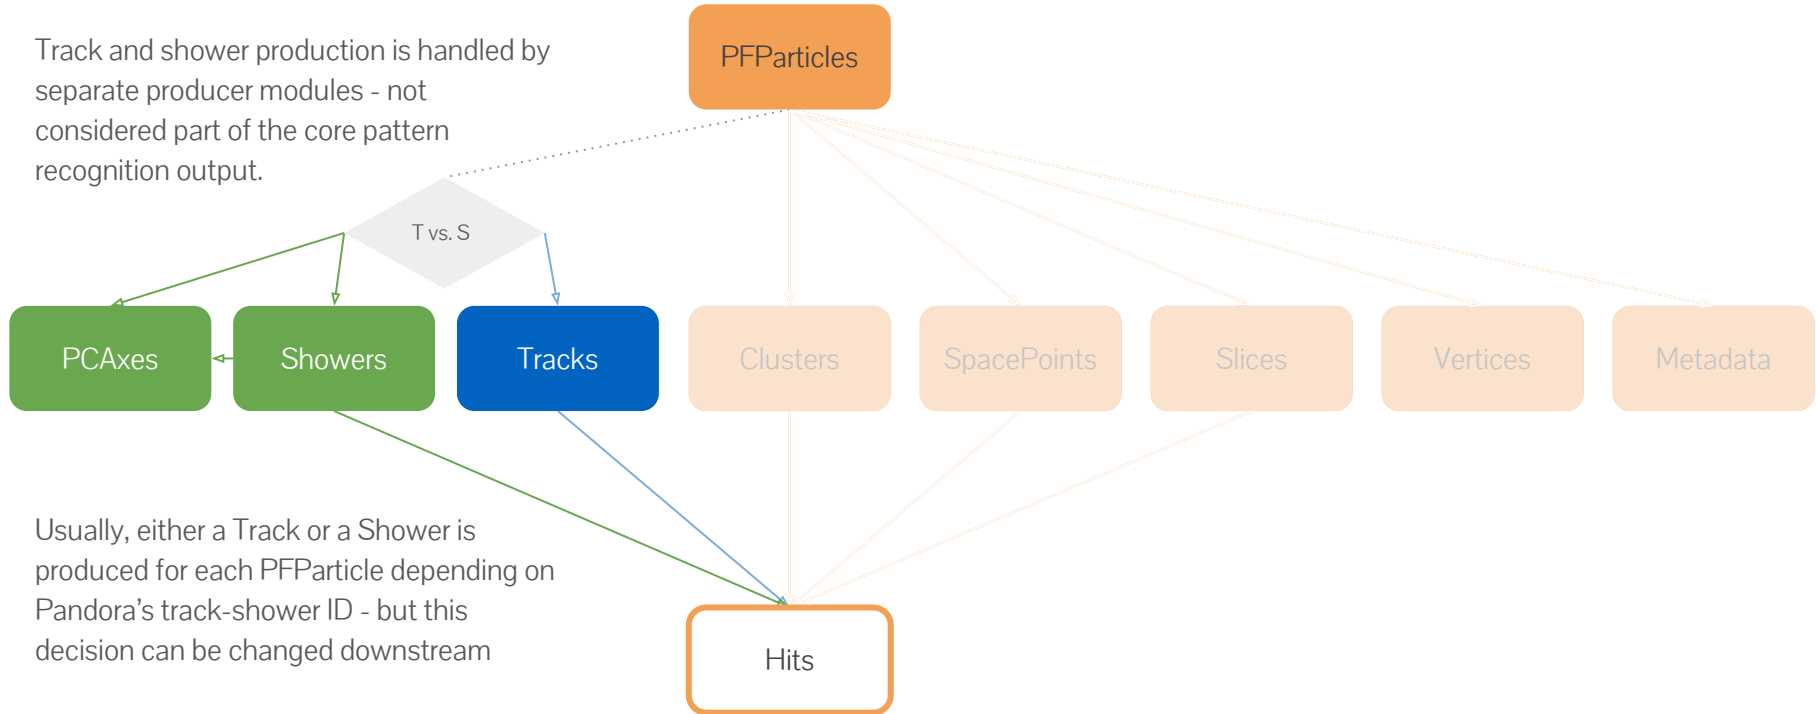 Track and shower production is handled by
separate producer modules - not
considered part of the core pattern
recognition output.
PFParticles
T vs. S
PCAxes
Showers
Tracks
Clusters
SpacePoints
Slices
Vertices
Metadata
Usually, either a Track or a Shower is
produced for each PFParticle depending on
Pandora's track-shower ID - but this
decision can be changed downstream
Hits